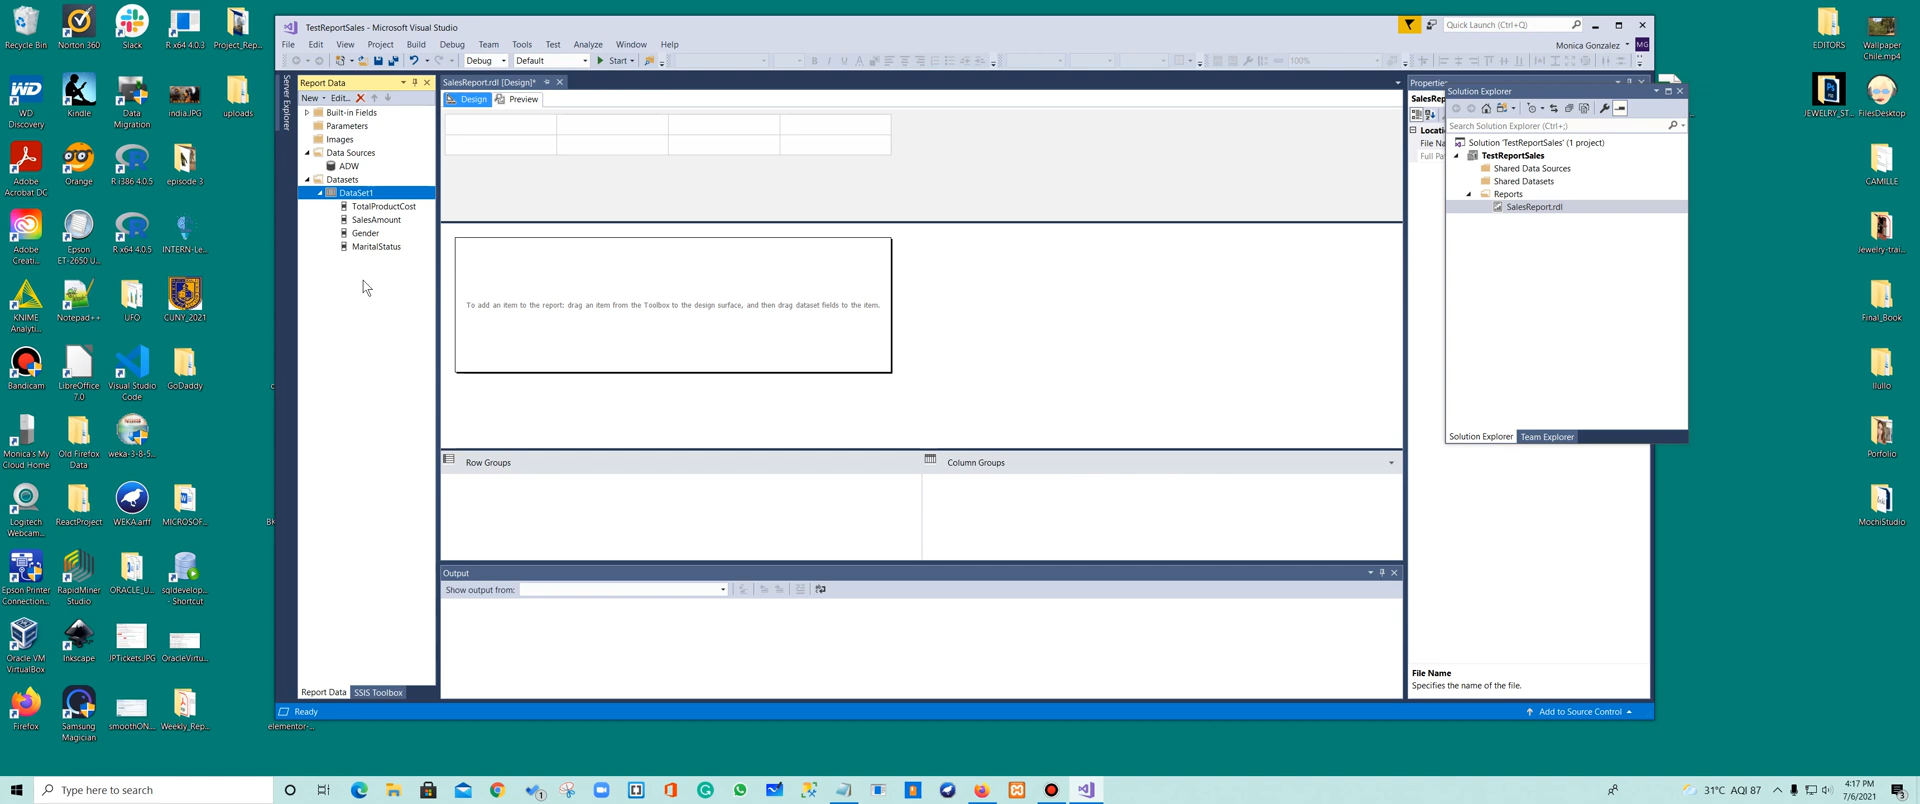 Recycle Bin
Norton 360
Slack
R x64 4.0.3
Project_Rep...
WD Discovery
Kindle
Data Migration
india.JPG
uploads
Adobe Acrobat DC
Orange
R i386 4.0.5
episode 3
Adobe Creati...
Epson ET-2650 U...
R x64 4.0.5
INTERN-Le...
KNIME Analyti...
Notepad++
UFO
CUNY_2021
Bandicam
LibreOffice 7.0
Visual Studio Code
GoDaddy
Monica's My Cloud Home
Old Firefox Data
weka-3-8-5...
Logitech Webcam...
ReactProject
WEKA.arff
MICROSOF...
BK
Epson Printer Connection...
RapidMiner Studio
ORACLE_U...
sqldevelop... - Shortcut
Oracle VM VirtualBox
Inkscape
JPTickets.JPG
OracleVirtu...
Firefox
Samsung Magician
smoothON...
Weekly_Rep...
elementor-...
TestReportSales - Microsoft Visual Studio
Quick Launch (Ctrl+Q)
File Edit View Project Build Debug Team Tools Test Analyze Window Help
Monica Gonzalez MG
Debug Default Start
100%
Server Explorer
Report Data
New Edit...
Built-in Fields
Parameters
Images
Data Sources
ADW
Datasets
DataSet1
TotalProductCost
SalesAmount
Gender
MaritalStatus
Report Data SSIS Toolbox
SalesReport.rdl [Design]*
Design Preview
To add an item to the report: drag an item from the Toolbox to the design surface, and then drag dataset fields to the item.
Row Groups
Column Groups
Output
Show output from:
Properties
SalesRep
Locatio
File Na
Full Pat
File Name
Specifies the name of the file.
Solution Explorer
Search Solution Explorer (Ctrl+;)
Solution 'TestReportSales' (1 project)
TestReportSales
Shared Data Sources
Shared Datasets
Reports
SalesReport.rdl
Solution Explorer Team Explorer
Ready
Add to Source Control
EDITORS
Wallpaper Chile.mp4
JEWELRY_ST...
FilesDesktop
CAMILLE
Jewelry-trai...
Final_Book
Ilullo
Porfolio
MochiStudio
Type here to search
31°C AQI 87
4:17 PM
7/6/2021